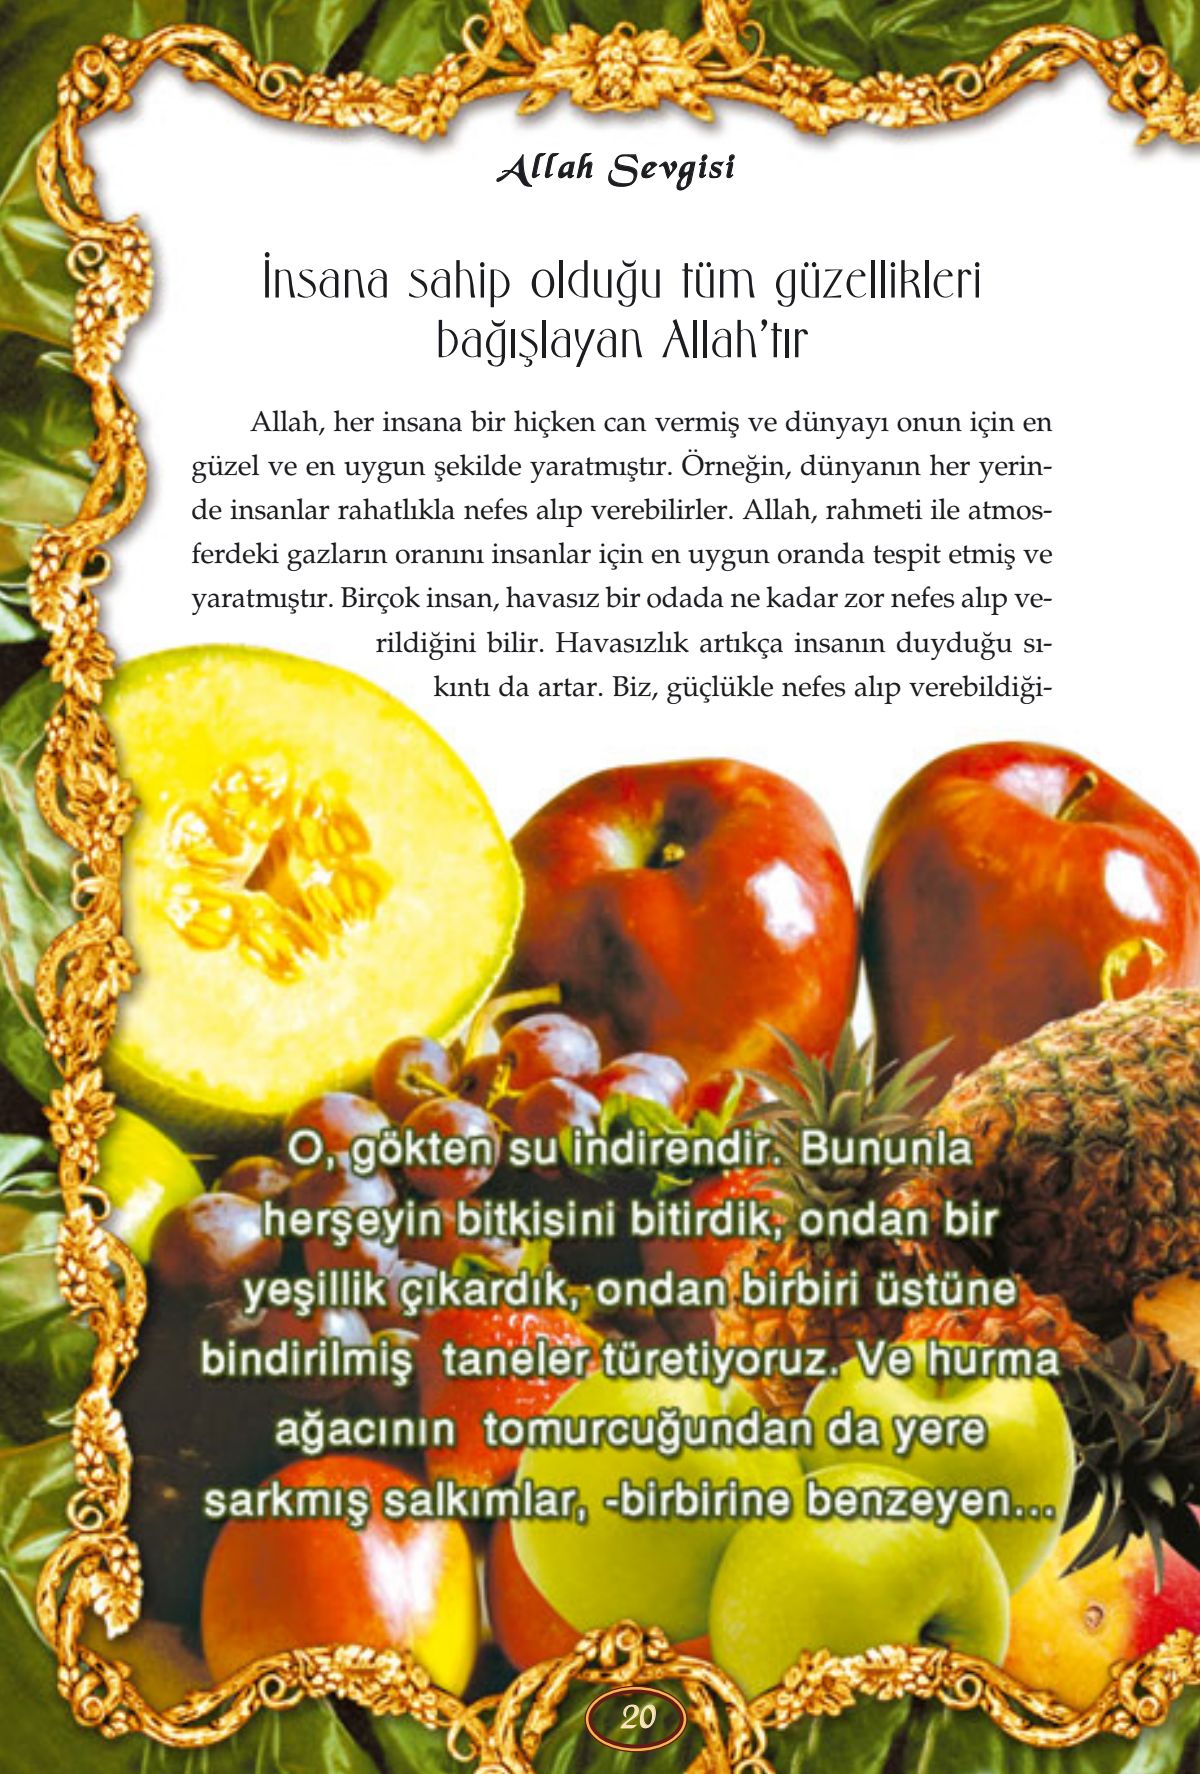 Allah Sevgisi
İnsana sahip olduğu tüm güzellikleri
bağışlayan Allah’tır
Allah, her insana bir hiçken can vermiş ve dünyayı onun için en
güzel ve en uygun şekilde yaratmıştır. Örneğin, dünyanın her yerin-
de insanlar rahatlıkla nefes alıp verebilirler. Allah, rahmeti ile atmos-
ferdeki gazların oranını insanlar için en uygun oranda tespit etmiş ve
yaratmıştır. Birçok insan, havasız bir odada ne kadar zor nefes alıp ve-
rildiğini bilir. Havasızlık artıkça insanın duyduğu sı-
kıntı da artar. Biz, güçlükle nefes alıp verebildiği-
O, gökten su indirendir. Bununla
herşeyin bitkisini bitirdik, ondan bir
yeşillik çıkardık, ondan birbiri üstüne
bindirilmiş taneler türetiyoruz. Ve hurma
ağacının tomurcuğundan da yere
sarkmış salkımlar, -birbirine benzeyen...
20